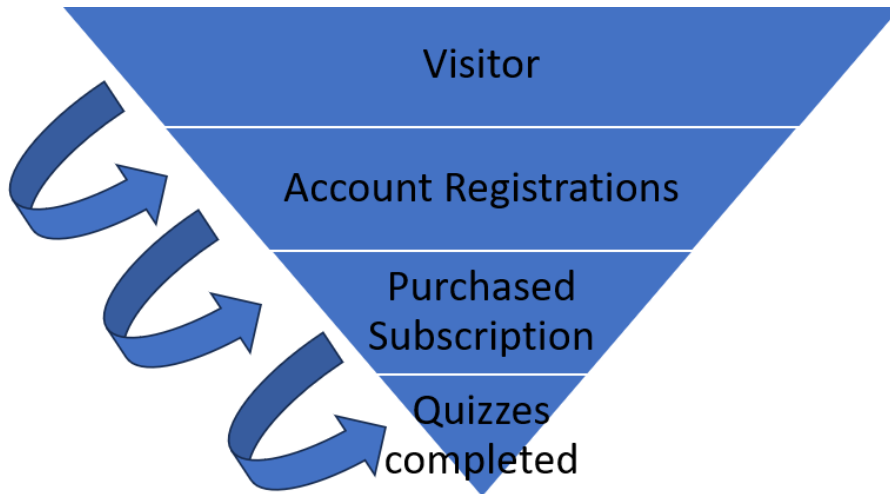 Visitor
Account Registrations
Purchased
Subscription
Quizzes
completed